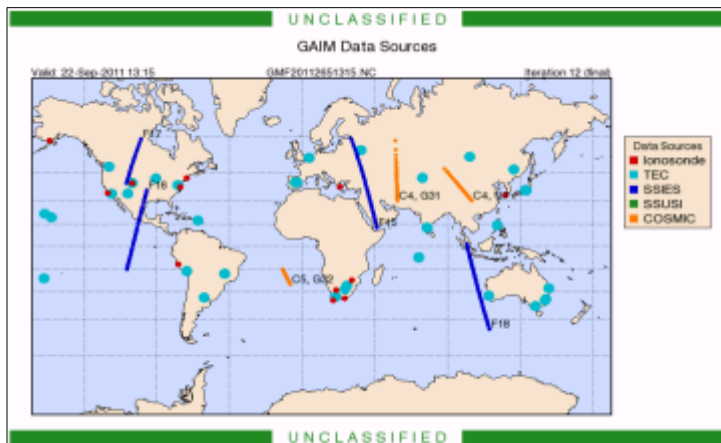 UNCLASSIFIED
GAIM Data Sources
Valid: 22-Sep-2011 13:15 GMF20112651315.NC Iteration 12 (final)
F17
F16
C4, G31
C4,
F15
C5, G32
F18
Data Sources
Ionosonde
TEC
SSIES
SSUSI
COSMIC
UNCLASSIFIED